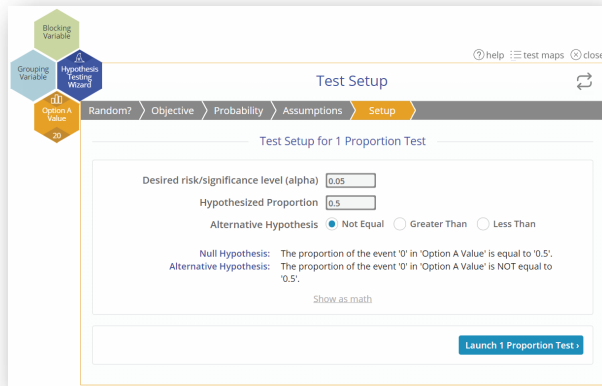 Blocking
Variable
help test maps close
Grouping
Variable
Hypothesis
Testing
Wizard
Test Setup
Option A
Value
20
Random? Objective Probability Assumptions Setup
Test Setup for 1 Proportion Test
Desired risk/significance level (alpha) 0.05
Hypothesized Proportion 0.5
Alternative Hypothesis Not Equal Greater Than Less Than
Null Hypothesis: The proportion of the event '0' in 'Option A Value' is equal to '0.5'.
Alternative Hypothesis: The proportion of the event '0' in 'Option A Value' is NOT equal to
'0.5'.
Show as math
Launch 1 Proportion Test ›